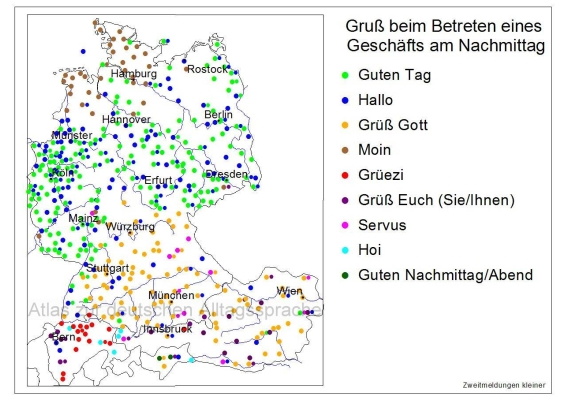 Gruß beim Betreten eines
Geschäfts am Nachmittag
Guten Tag
Hallo
Grüß Gott
Moin
Grüezi
Grüß Euch (Sie/Ihnen)
Servus
Hoi
Guten Nachmittag/Abend
Hamburg
Rostock
Hannover
Berlin
Münster
Köln
Erfurt
Dresden
Mainz
Würzburg
Stuttgart
München
Wien
Atlas zur deutschen Alltagssprache
Bern
Innsbruck
Zweitmeldungen kleiner